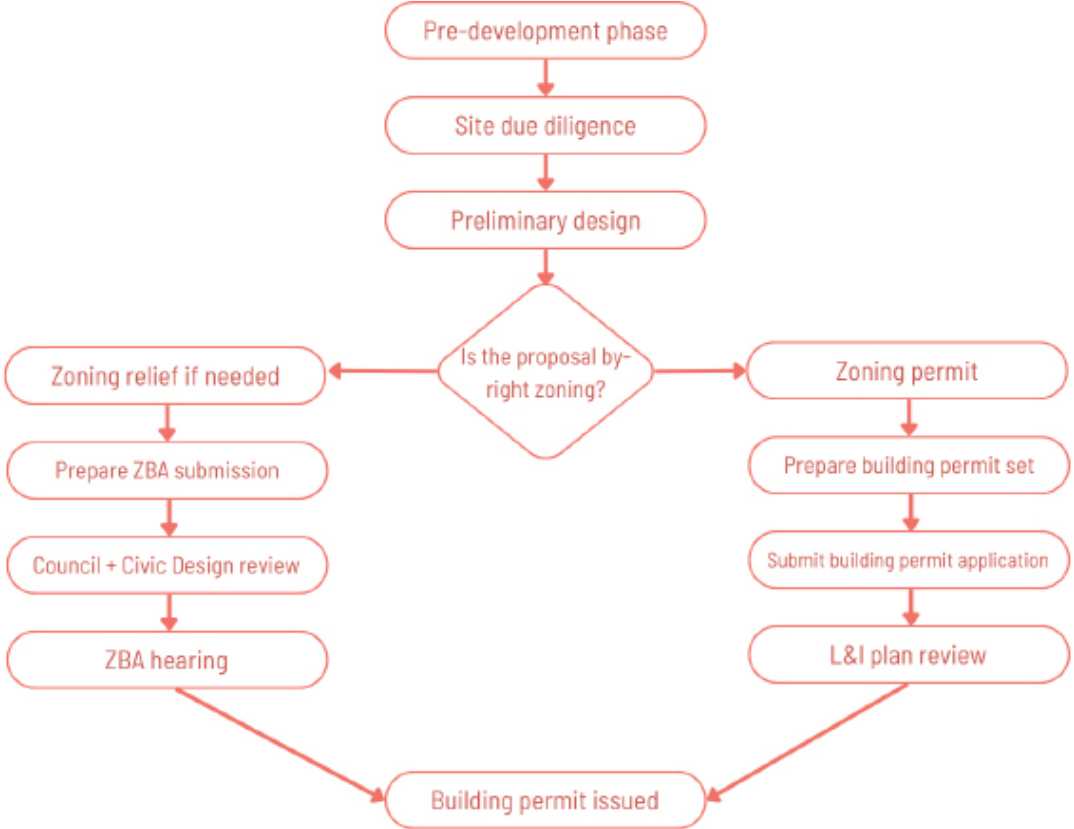 Pre-development phase
Site due diligence
Preliminary design
Is the proposal by-
right zoning?
Zoning relief if needed
Prepare ZBA submission
Council + Civic Design review
ZBA hearing
Zoning permit
Prepare building permit set
Submit building permit application
L&I plan review
Building permit issued